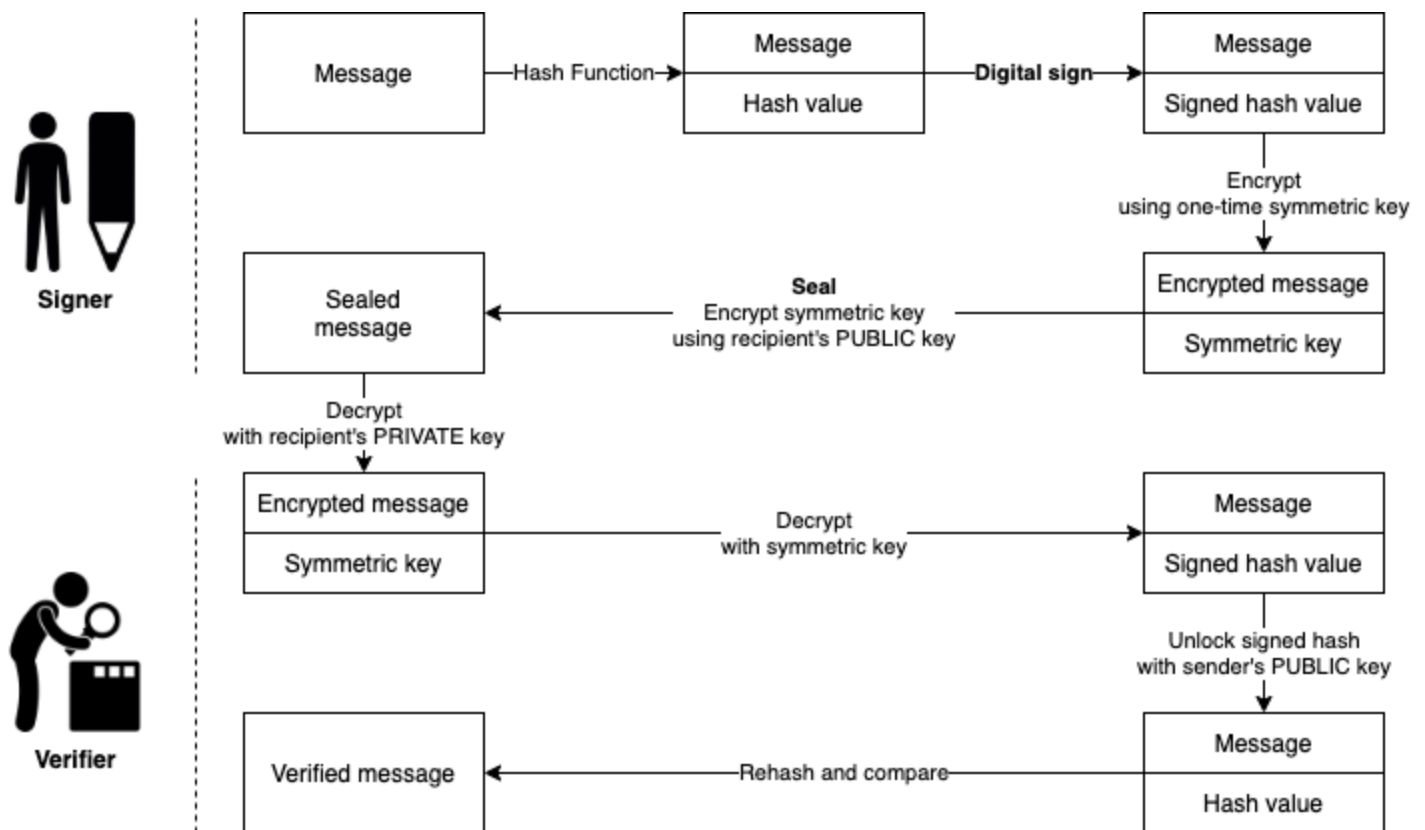 Message
Hash Function
Message
Hash value
Digital sign
Message
Signed hash value
Encrypt
using one-time symmetric key
Signer
Sealed
message
Seal
Encrypt symmetric key
using recipient's PUBLIC key
Encrypted message
Symmetric key
Decrypt
with recipient's PRIVATE key
Encrypted message
Symmetric key
Decrypt
with symmetric key
Message
Signed hash value
Unlock signed hash
with sender's PUBLIC key
Verifier
Verified message
Rehash and compare
Message
Hash value